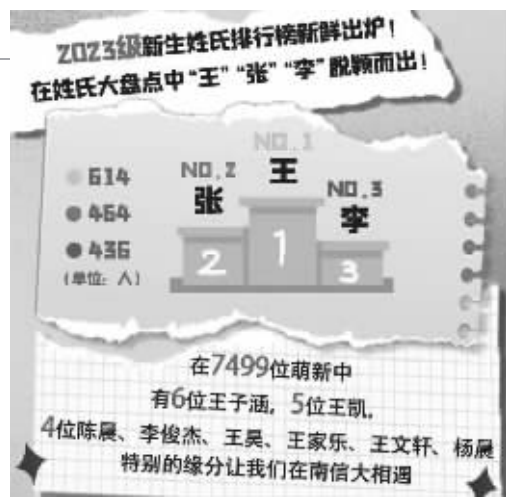 2023级新生姓氏排行榜新鲜出炉！
在姓氏大盘点中“王”“张”“李”脱颖而出！
NO.1
王
NO.2
张
NO.3
李
614
464
436
(单位：人)
2
1
3
在7499位萌新中
有6位王子涵，5位王凯，
4位陈晨、李俊杰、王昊、王家乐、王文轩、杨晨
特别的缘分让我们在南信大相遇